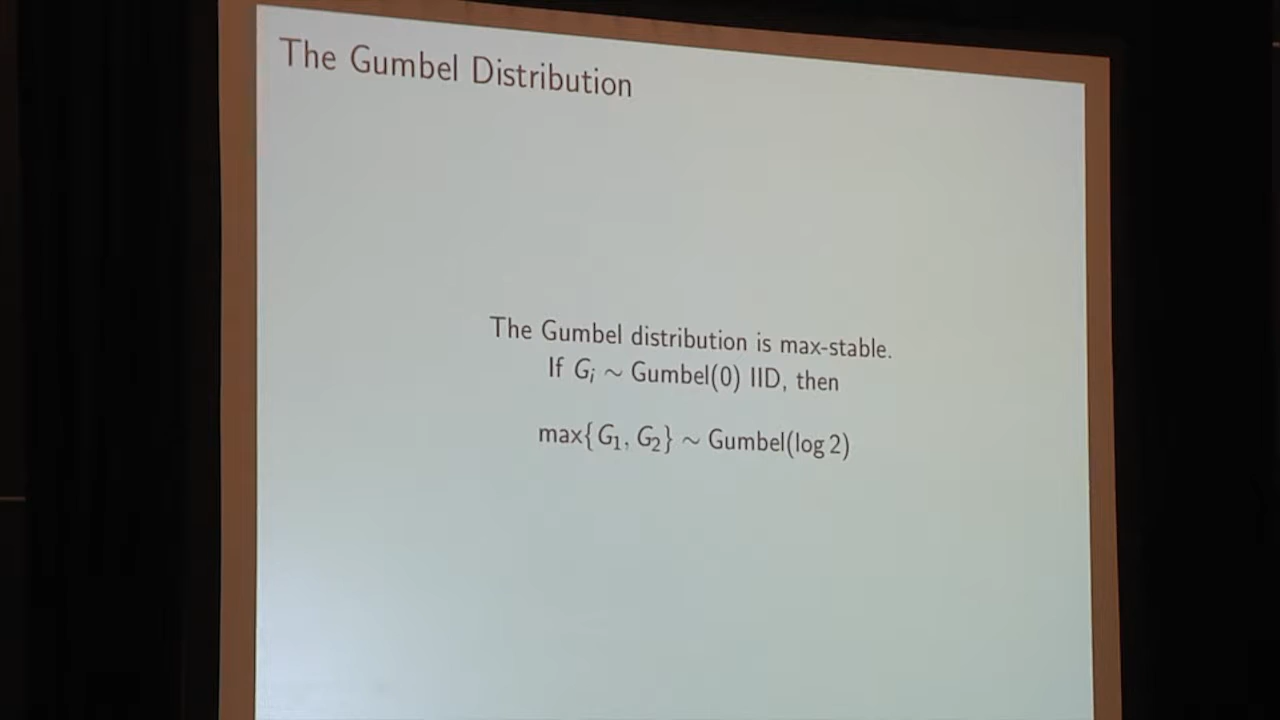 The Gumbel Distribution
The Gumbel distribution is max-stable.
If Gᵢ ∼ Gumbel(0) IID, then
max{G₁, G₂} ∼ Gumbel(log 2)